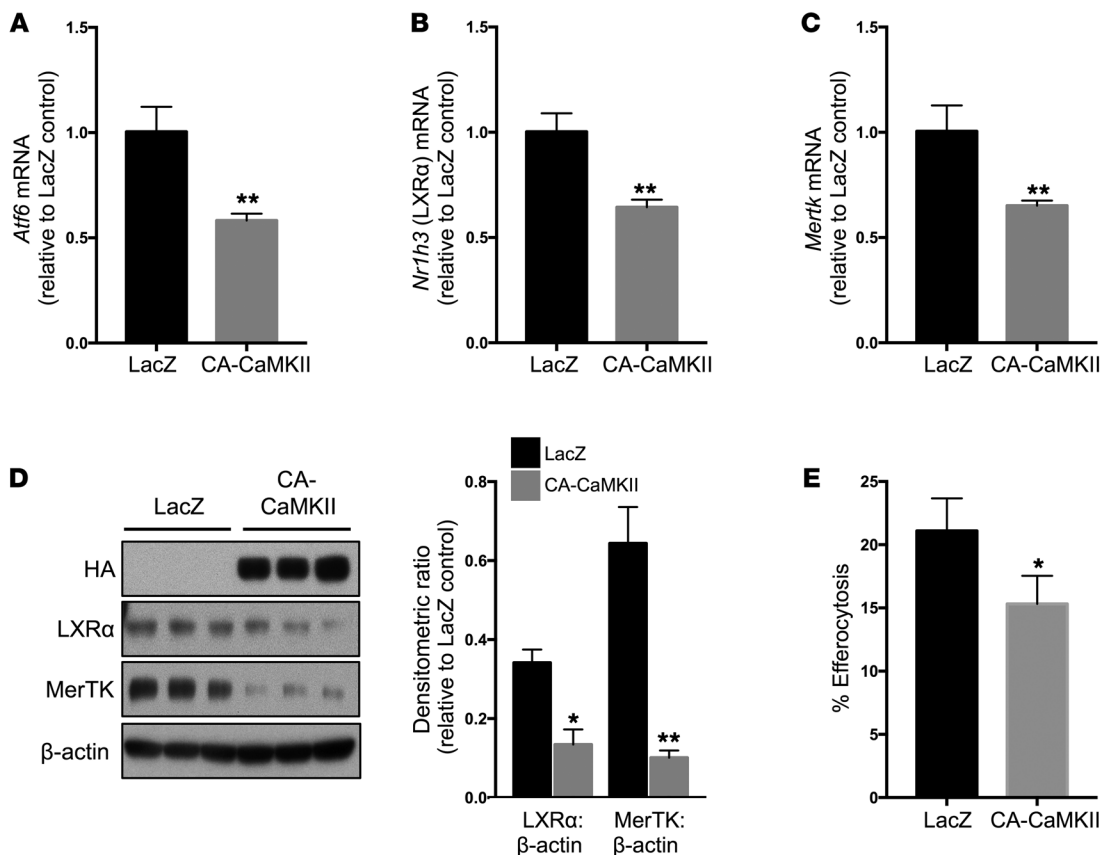 A
Atf6 mRNA
(relative to LacZ control)
1.5
1.0
0.5
0.0
**
LacZ
CA-CaMKII
B
Nr1h3 (LXRα) mRNA
(relative to LacZ control)
1.5
1.0
0.5
0.0
**
LacZ
CA-CaMKII
C
Mertk mRNA
(relative to LacZ control)
1.5
1.0
0.5
0.0
**
LacZ
CA-CaMKII
D
LacZ
CA-
CaMKII
HA
LXRα
MerTK
β-actin
LacZ
CA-CaMKII
Densitometric ratio
(relative to LacZ control)
0.8
0.6
0.4
0.2
0.0
*
**
LXRα:
β-actin
MerTK:
β-actin
E
% Efferocytosis
25
20
15
10
5
0
*
LacZ
CA-CaMKII